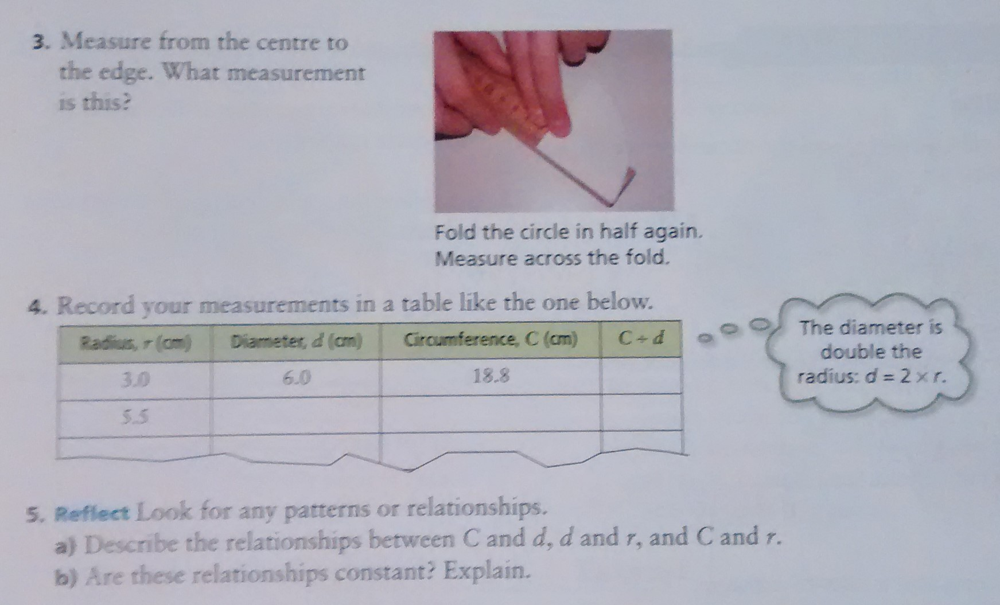 3. Measure from the centre to
the edge. What measurement
is this?
Fold the circle in half again.
Measure across the fold.
4. Record your measurements in a table like the one below.
Radius, r (cm) Diameter, d (cm) Circumference, C (cm) C ÷ d
3.0 6.0 18.8
5.5
The diameter is
double the
radius: d = 2 × r.
5. Reflect Look for any patterns or relationships.
a) Describe the relationships between C and d, d and r, and C and r.
b) Are these relationships constant? Explain.